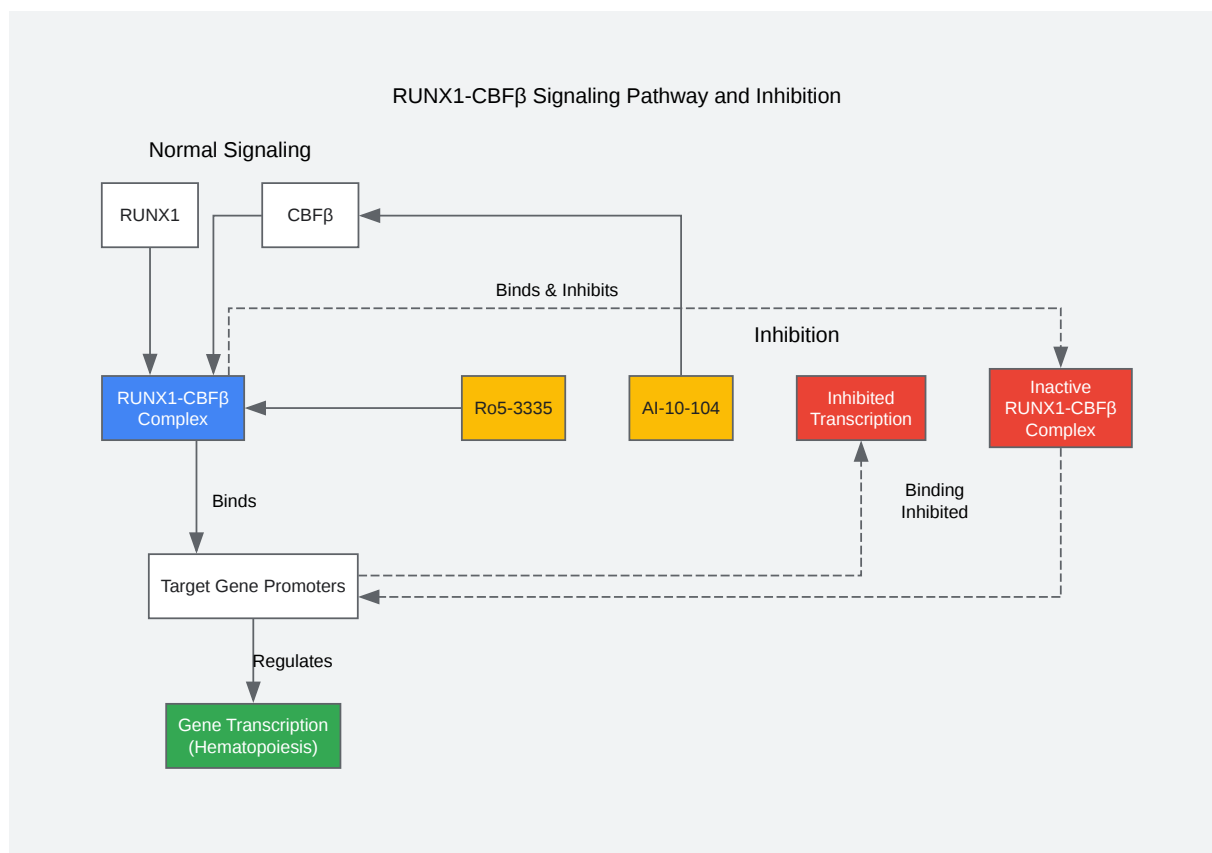 RUNX1-CBFβ Signaling Pathway and Inhibition
Normal Signaling
RUNX1
CBFβ
Binds & Inhibits
Inhibition
RUNX1-CBFβ
Complex
Ro5-3335
AI-10-104
Inhibited
Transcription
Inactive
RUNX1-CBFβ
Complex
Binds
Binding
Inhibited
Target Gene Promoters
Regulates
Gene Transcription
(Hematopoiesis)